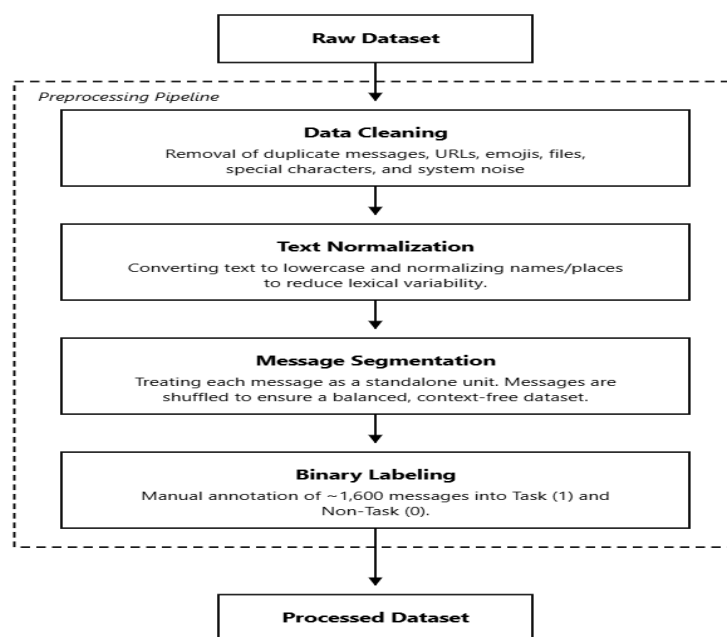 Raw Dataset
Preprocessing Pipeline
Data Cleaning
Removal of duplicate messages, URLs, emojis, files,
special characters, and system noise
Text Normalization
Converting text to lowercase and normalizing names/places
to reduce lexical variability.
Message Segmentation
Treating each message as a standalone unit. Messages are
shuffled to ensure a balanced, context-free dataset.
Binary Labeling
Manual annotation of ~1,600 messages into Task (1) and
Non-Task (0).
Processed Dataset